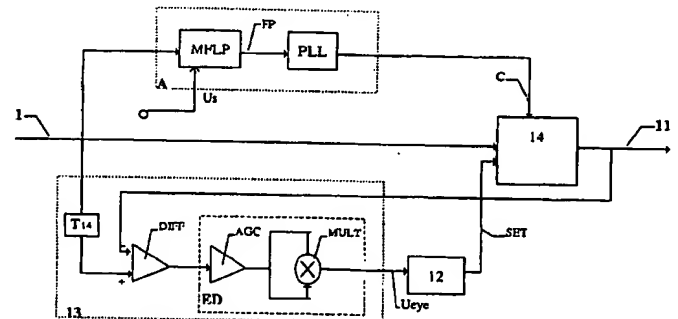 FP
MFLP
PLL
A
Us
C
1
14
11
T14
DIFF
AGC
MULT
SET
ED
12
Ueye
13
-
+